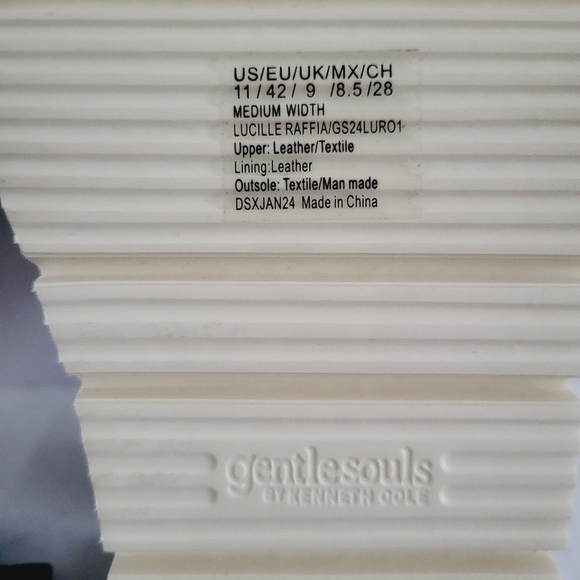 US/EU/UK/MX/CH
11 / 42 / 9 /8.5 /28
MEDIUM WIDTH
LUCILLE RAFFIA/GS24LURO1
Upper: Leather/Textile
Lining:Leather
Outsole: Textile/Man made
DSXJAN24 Made in China
gentlesouls
BY KENNETH COLE